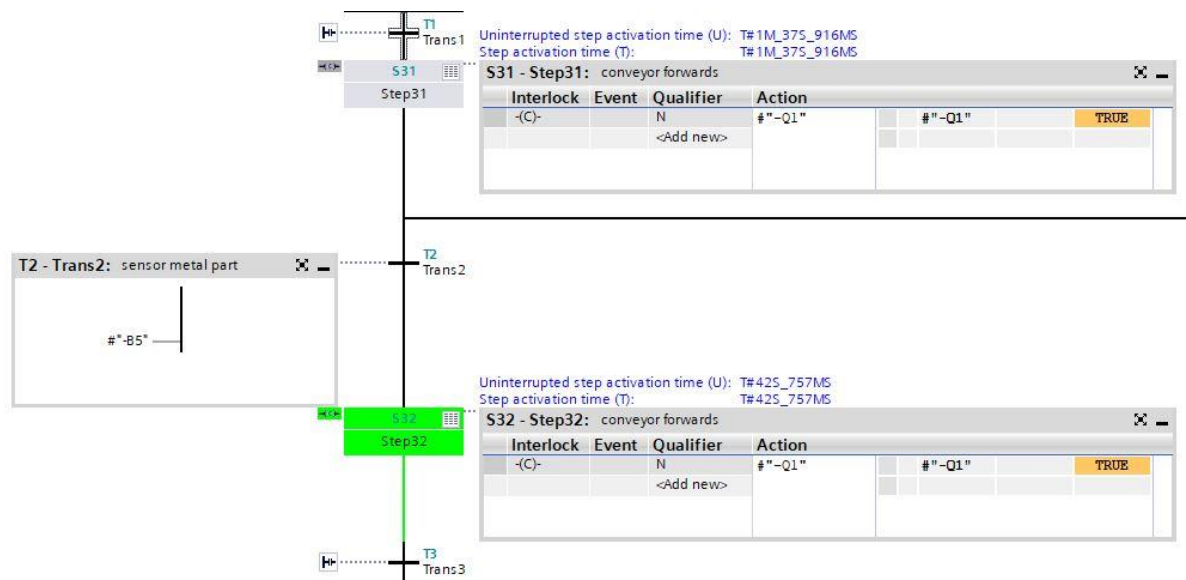 T1
Trans1
Uninterrupted step activation time (U): T#1M_37S_916MS
Step activation time (T):
S31
Step31
S31 - Step31: conveyor forwards
Interlock Event Qualifier Action
-(C)- N #"-Q1" #"-Q1" TRUE
<Add new>
T2
Trans2
T2 - Trans2: sensor metal part
#"-B5"
Uninterrupted step activation time (U): T#42S_757MS
Step activation time (T): T#42S_757MS
S32
Step32
S32 - Step32: conveyor forwards
Interlock Event Qualifier Action
-(C)- N #"-Q1" #"-Q1" TRUE
<Add new>
T3
Trans3